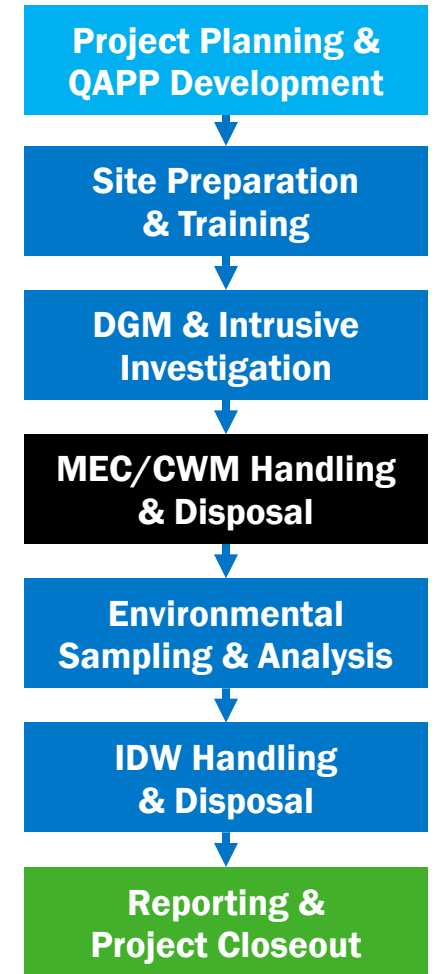 Project Planning &
QAPP Development
Site Preparation
& Training
DGM & Intrusive
Investigation
MEC/CWM Handling
& Disposal
Environmental
Sampling & Analysis
IDW Handling
& Disposal
Reporting &
Project Closeout